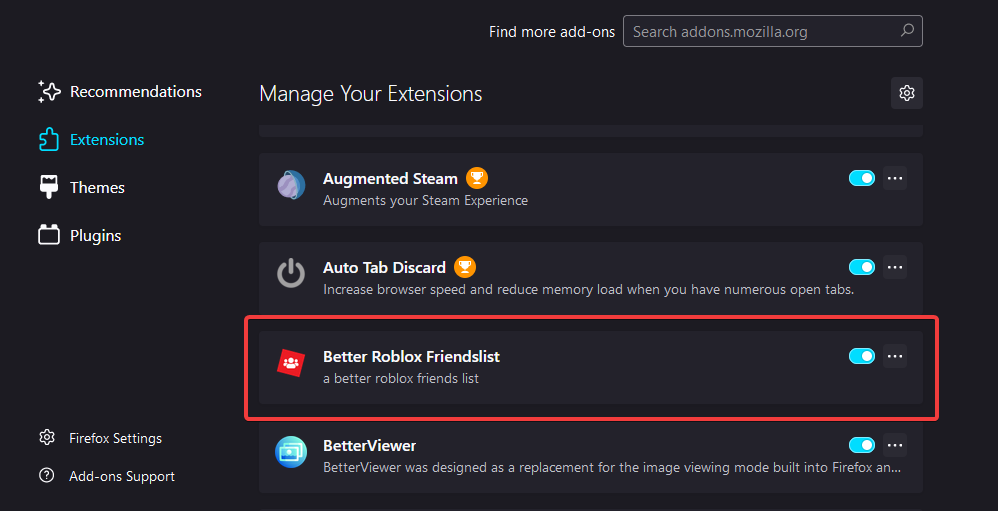 Find more add-ons
Search addons.mozilla.org
Recommendations
Extensions
Themes
Plugins
Manage Your Extensions
Augmented Steam
Augments your Steam Experience
Auto Tab Discard
Increase browser speed and reduce memory load when you have numerous open tabs.
Better Roblox Friendslist
a better roblox friends list
BetterViewer
BetterViewer was designed as a replacement for the image viewing mode built into Firefox an...
Firefox Settings
Add-ons Support